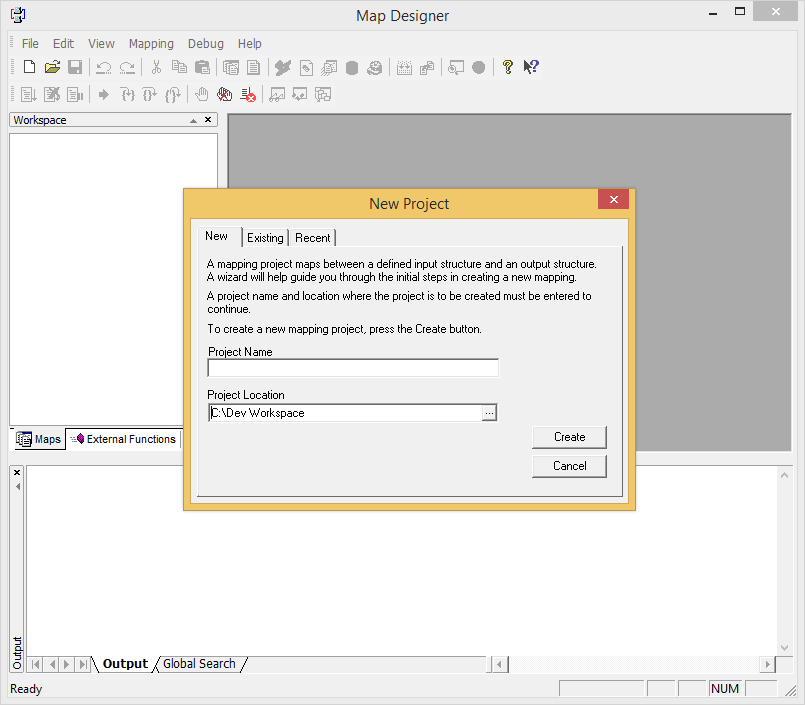 Map Designer
File Edit View Mapping Debug Help
Workspace
New Project
New Existing Recent
A mapping project maps between a defined input structure and an output structure.
A wizard will help guide you through the initial steps in creating a new mapping.
A project name and location where the project is to be created must be entered to
continue.
To create a new mapping project, press the Create button.
Project Name
Project Location
C:\Dev Workspace
...
Create
Cancel
Maps External Functions
Output
Output Global Search
Ready NUM